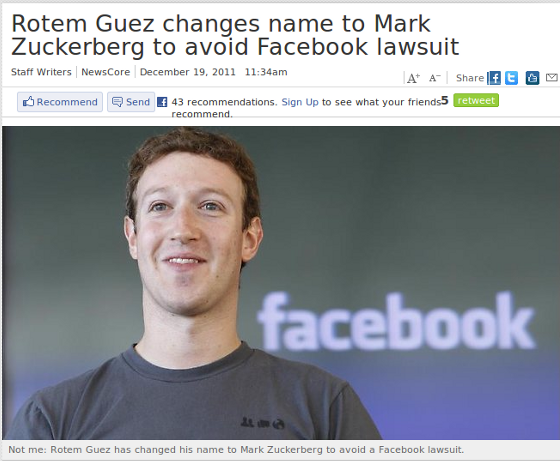 Rotem Guez changes name to Mark
Zuckerberg to avoid Facebook lawsuit
Staff Writers NewsCore December 19, 2011 11:34am
A+ A- Share
Recommend Send 43 recommendations. Sign Up to see what your friends 5 retweet
recommend.
facebook
Not me: Rotem Guez has changed his name to Mark Zuckerberg to avoid a Facebook lawsuit.